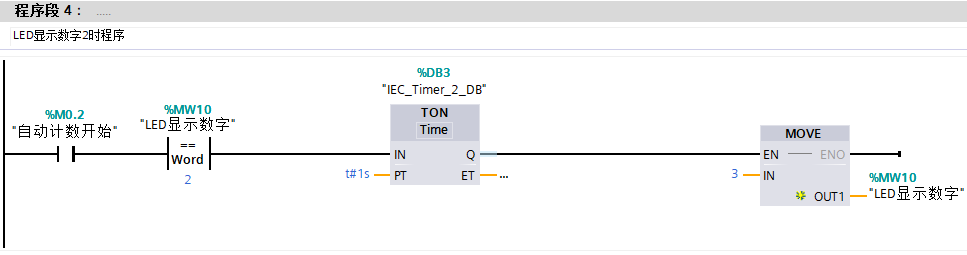 程序段 4： .....
LED显示数字2时程序
%DB3
"IEC_Timer_2_DB"
%M0.2
"自动计数开始"
%MW10
"LED显示数字"
TON
Time
==
Word
2
IN
Q
t#1s
PT
ET
...
MOVE
EN
ENO
3
IN
OUT1
%MW10
"LED显示数字"